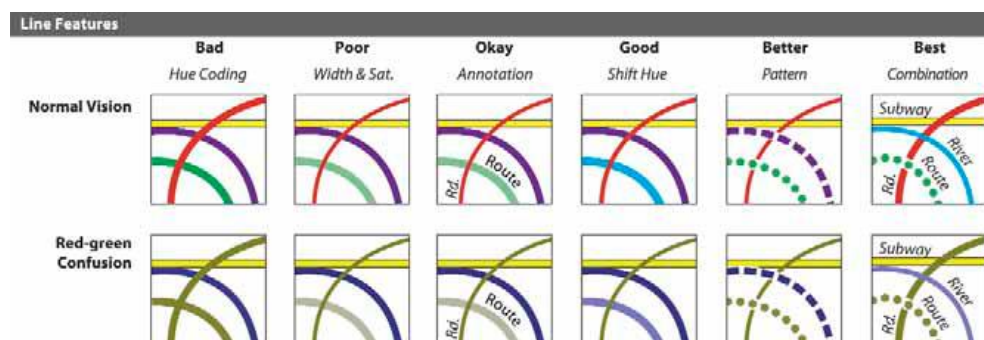 Line Features
Bad Poor Okay Good Better Best
Hue Coding Width & Sat. Annotation Shift Hue Pattern Combination
Normal Vision
Rd. Route
Subway
River
Route
Rd.
Red-green
Confusion
Rd. Route
Subway
River
Route
Rd.